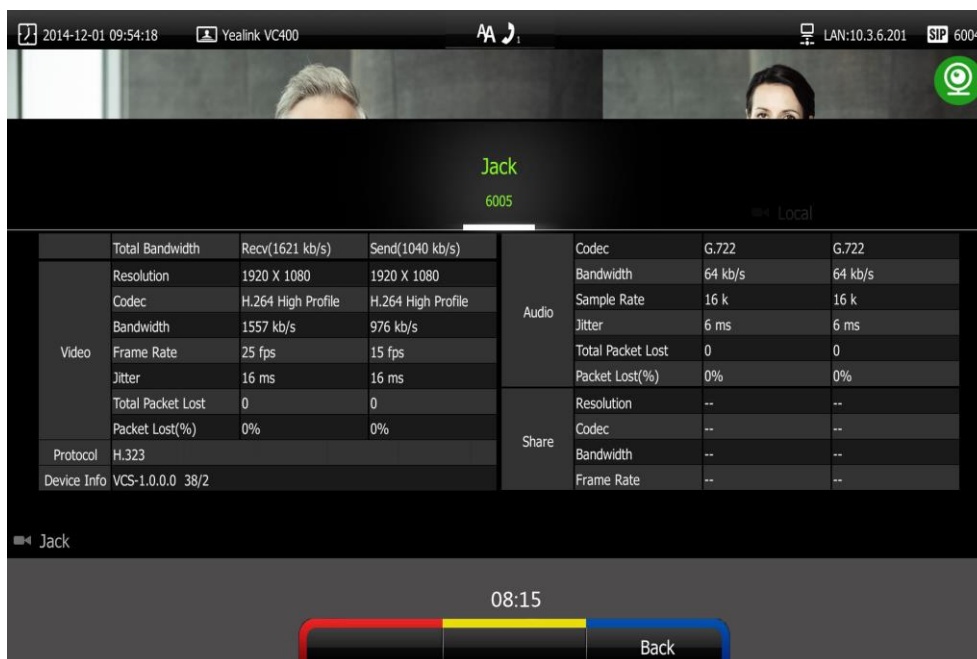 2014-12-01 09:54:18 Yealink VC400 AA 1 LAN:10.3.6.201 SIP 6004
Jack
6005
Local
Total Bandwidth Recv(1621 kb/s) Send(1040 kb/s)
Video
Resolution 1920 X 1080 1920 X 1080
Codec H.264 High Profile H.264 High Profile
Bandwidth 1557 kb/s 976 kb/s
Frame Rate 25 fps 15 fps
Jitter 16 ms 16 ms
Total Packet Lost 0 0
Packet Lost(%) 0% 0%
Protocol H.323
Device Info VCS-1.0.0.0 38/2
Audio
Codec G.722 G.722
Bandwidth 64 kb/s 64 kb/s
Sample Rate 16 k 16 k
Jitter 6 ms 6 ms
Total Packet Lost 0 0
Packet Lost(%) 0% 0%
Share
Resolution -- --
Codec -- --
Bandwidth -- --
Frame Rate -- --
Jack
08:15
Back